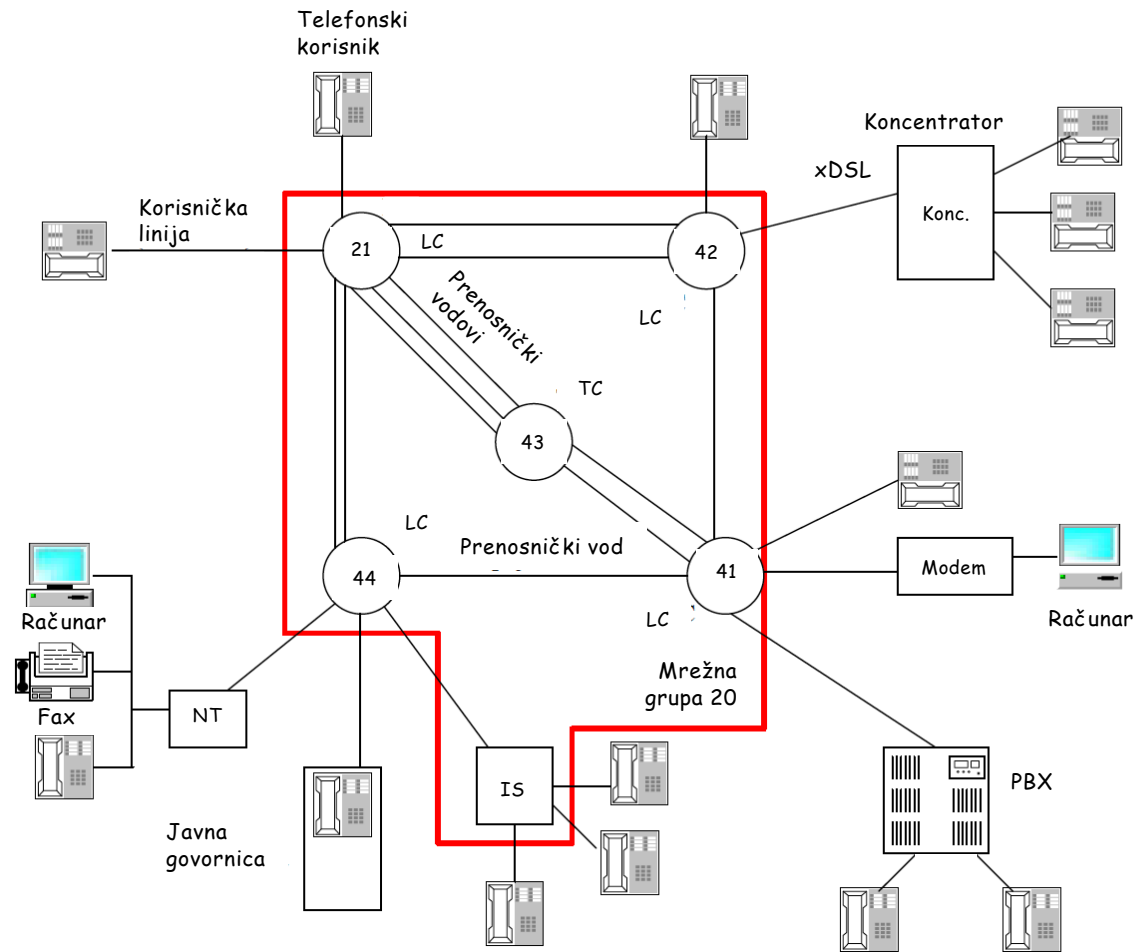 Telefonski
korisnik
Koncentrator
xDSL
Korisnička
linija
Konc.
21
LC
42
Prenosnički
vodovi
LC
TC
43
LC
Prenosnički vod
44
41
Modem
Računar
Računar
LC
Mrežna
grupa 20
Fax
NT
IS
PBX
Javna
govornica